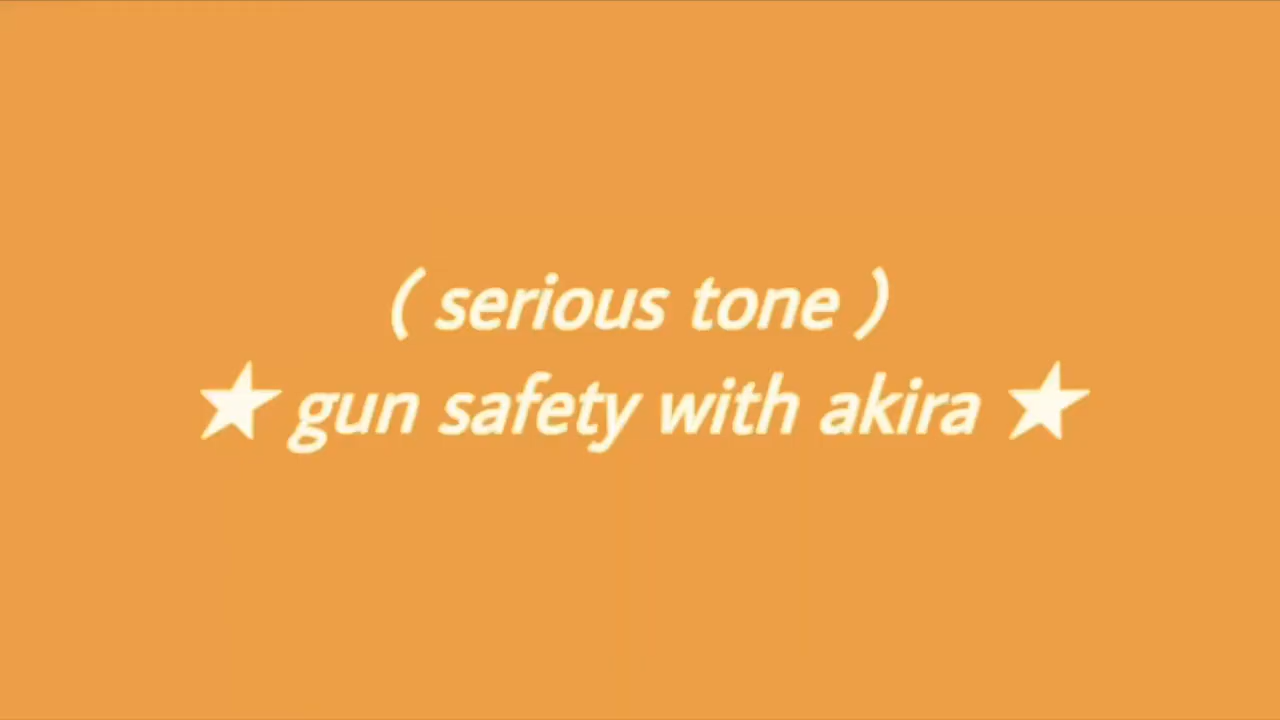 ( serious tone )
★ gun safety with akira ★